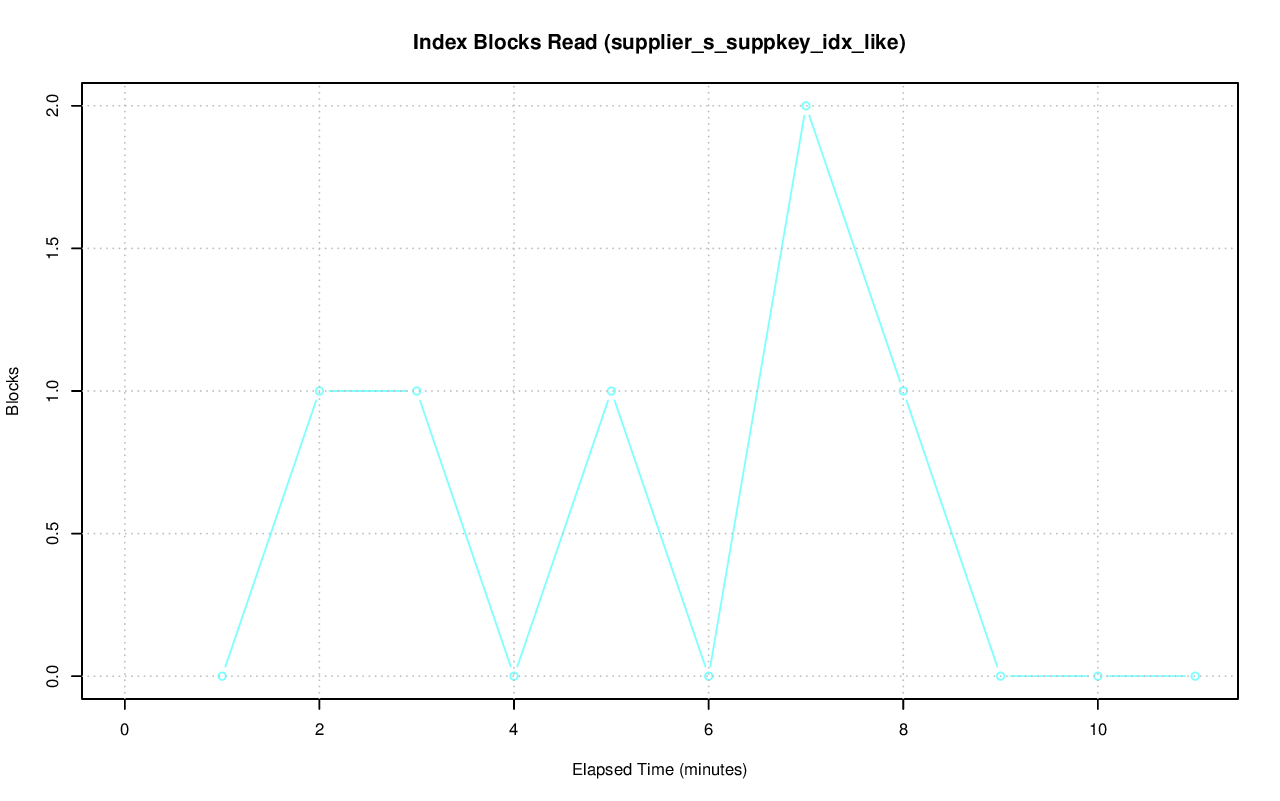 Index Blocks Read (supplier_s_suppkey_idx_like)
2.0
1.5
1.0
0.5
0.0
Blocks
0 2 4 6 8 10
Elapsed Time (minutes)